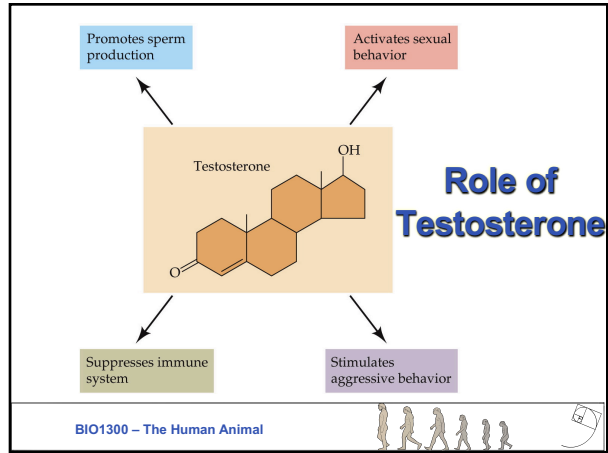 Promotes sperm
production
Activates sexual
behavior
Testosterone
OH
O
Role of
Testosterone
Suppresses immune
system
Stimulates
aggressive behavior
BIO1300 – The Human Animal